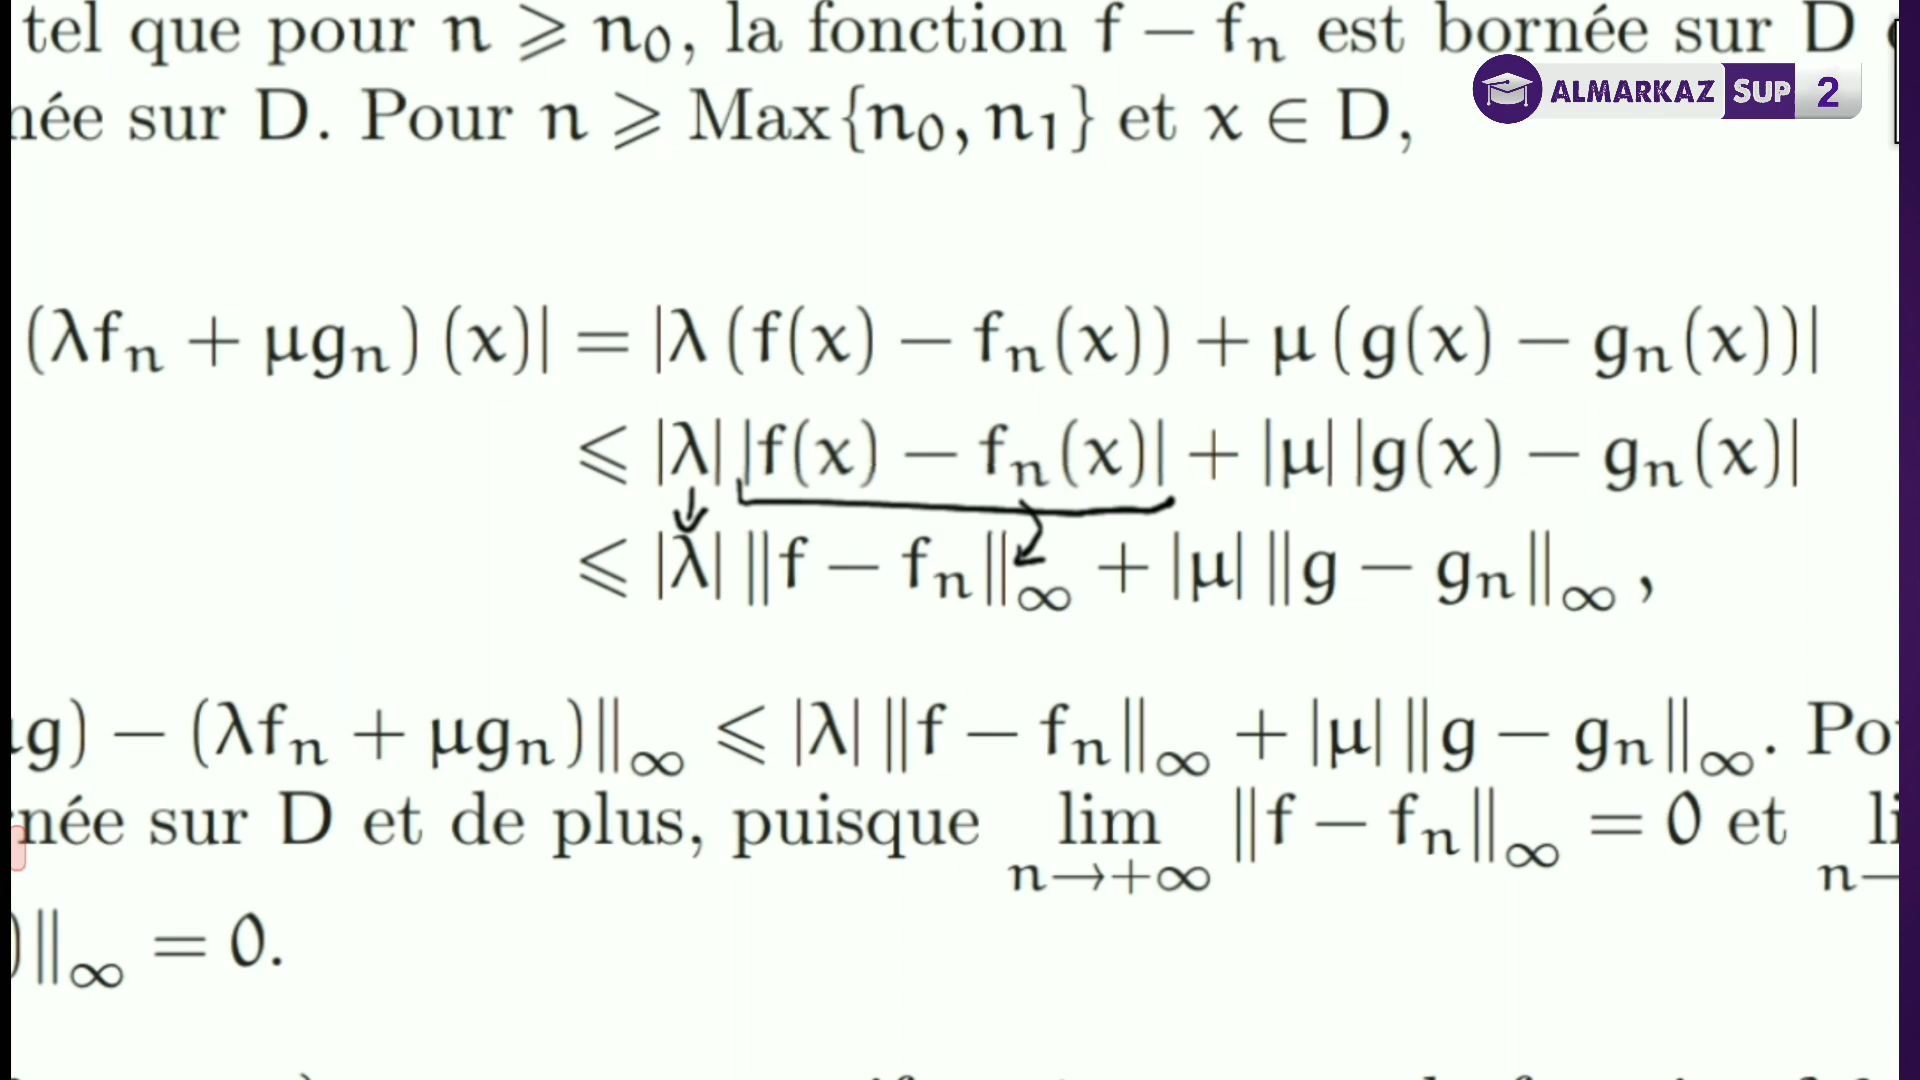 tel que pour n ⩾ n₀, la fonction f − fₙ est bornée sur D
ALMARKAZ SUP 2
née sur D. Pour n ⩾ Max{n₀, n₁} et x ∈ D,
(λfₙ + μgₙ) (x)| = |λ (f(x) − fₙ(x)) + μ (g(x) − gₙ(x))|
⩽ |λ| |f(x) − fₙ(x)| + |μ| |g(x) − gₙ(x)|
⩽ |λ| ‖f − fₙ‖∞ + |μ| ‖g − gₙ‖∞ ,
μg) − (λfₙ + μgₙ)‖∞ ⩽ |λ| ‖f − fₙ‖∞ + |μ| ‖g − gₙ‖∞. Po
née sur D et de plus, puisque lim n→+∞ ‖f − fₙ‖∞ = 0 et li n−
)‖∞ = 0.